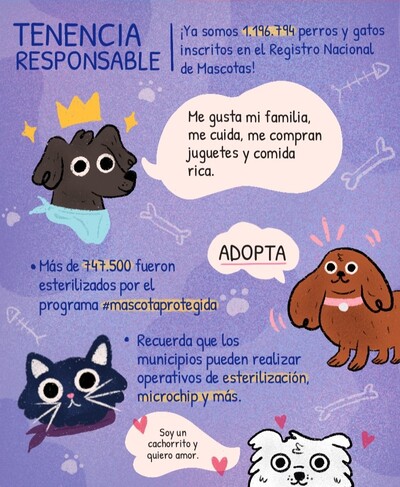 TENENCIA
RESPONSABLE
¡Ya somos 1.196.794 perros y gatos
inscritos en el Registro Nacional
de Mascotas!
Me gusta mi familia,
me cuida, me compran
juguetes y comida
rica.
ADOPTA
• Más de 747.500 fueron
esterilizados por el
programa #mascotaprotegida
• Recuerda que los
municipios pueden realizar
operativos de esterilización,
microchip y más.
Soy un
cachorrito y
quiero amor.